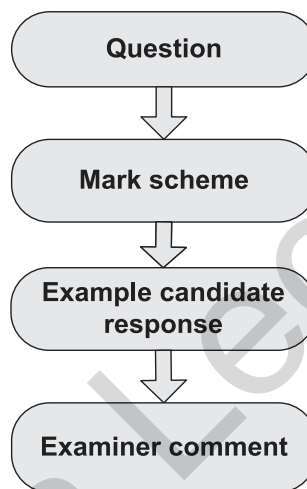 Question
Mark scheme
Example candidate
response
Examiner comment